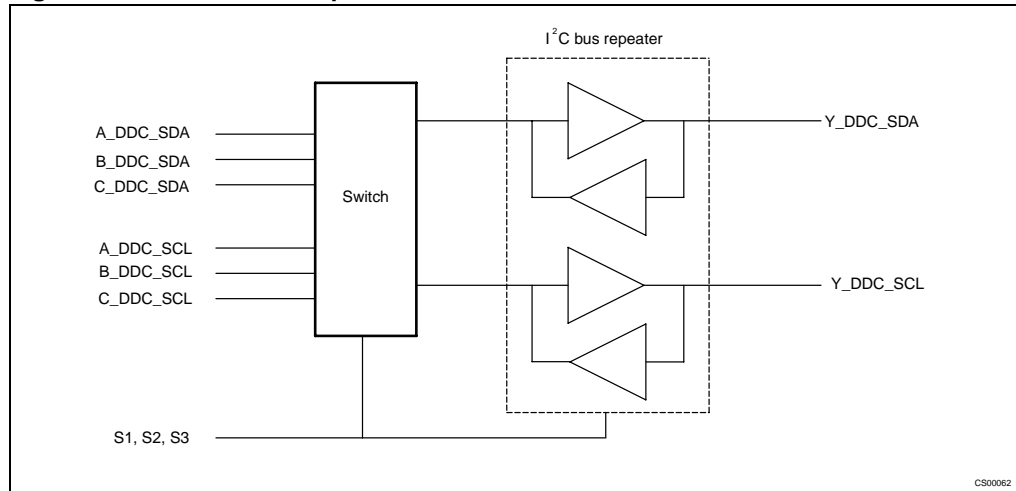 I²C bus repeater
A_DDC_SDA
B_DDC_SDA
C_DDC_SDA
Switch
A_DDC_SCL
B_DDC_SCL
C_DDC_SCL
Y_DDC_SDA
Y_DDC_SCL
S1, S2, S3
CS00062